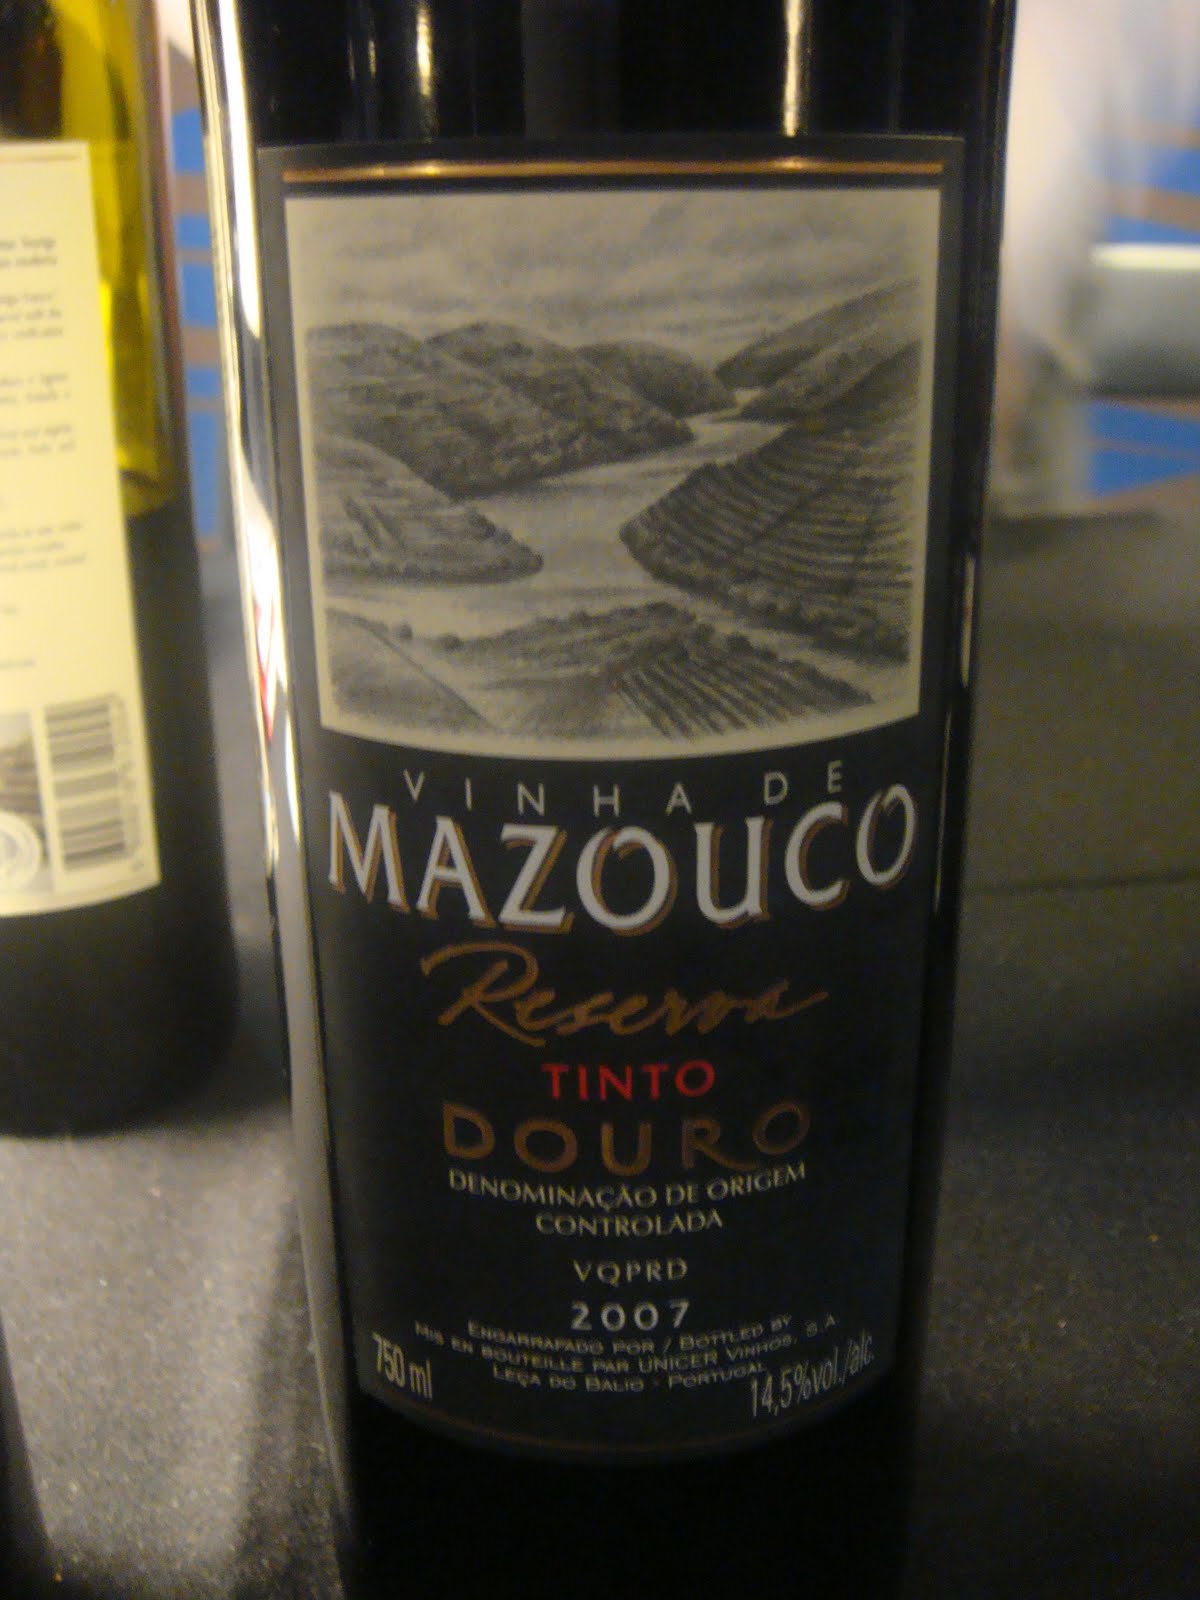 VINHA DE
MAZOUCO
Reserva
TINTO
DOURO
DENOMINAÇÃO DE ORIGEM
CONTROLADA
VQPRD
2007
ENGARRAFADO POR / BOTTLED BY
MIS EN BOUTEILLE PAR UNICER VINHOS, S.A
LEÇA DO BALIO - PORTUGAL
750 ml
14,5%vol./alc.